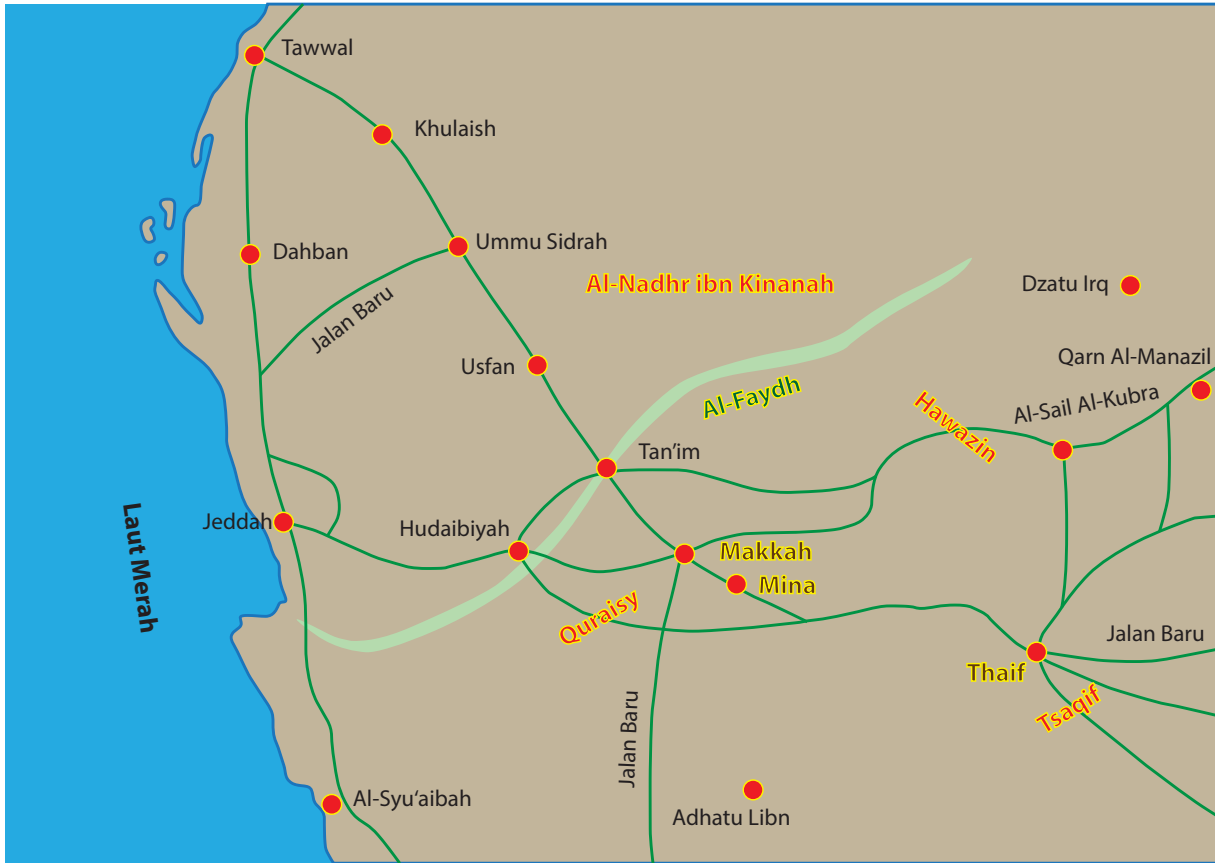 Tawwal
Khulaish
Ummu Sidrah
Dahban
Al-Nadhr ibn Kinanah
Dzatu Irq
Jalan Baru
Qarn Al-Manazil
Usfan
Al-Faydh
Al-Sail Al-Kubra
Hawazin
Tan’im
Jeddah
Hudaibiyah
Laut Merah
Makkah
Mina
Quraisy
Jalan Baru
Thaif
Tsaqif
Jalan Baru
Al-Syu‘aibah
Adhatu Libn